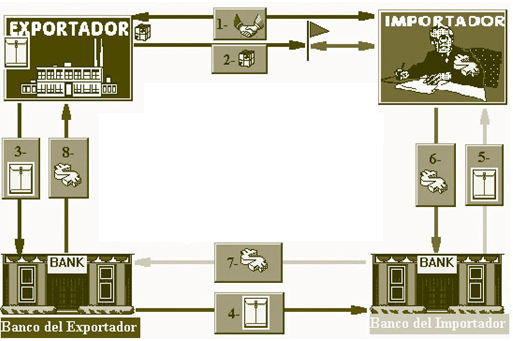 EXPORTADOR
1-
IMPORTADOR
2-
3-
8-
6-
5-
BANK
7-
BANK
4-
Banco del Exportador
Banco del Importador